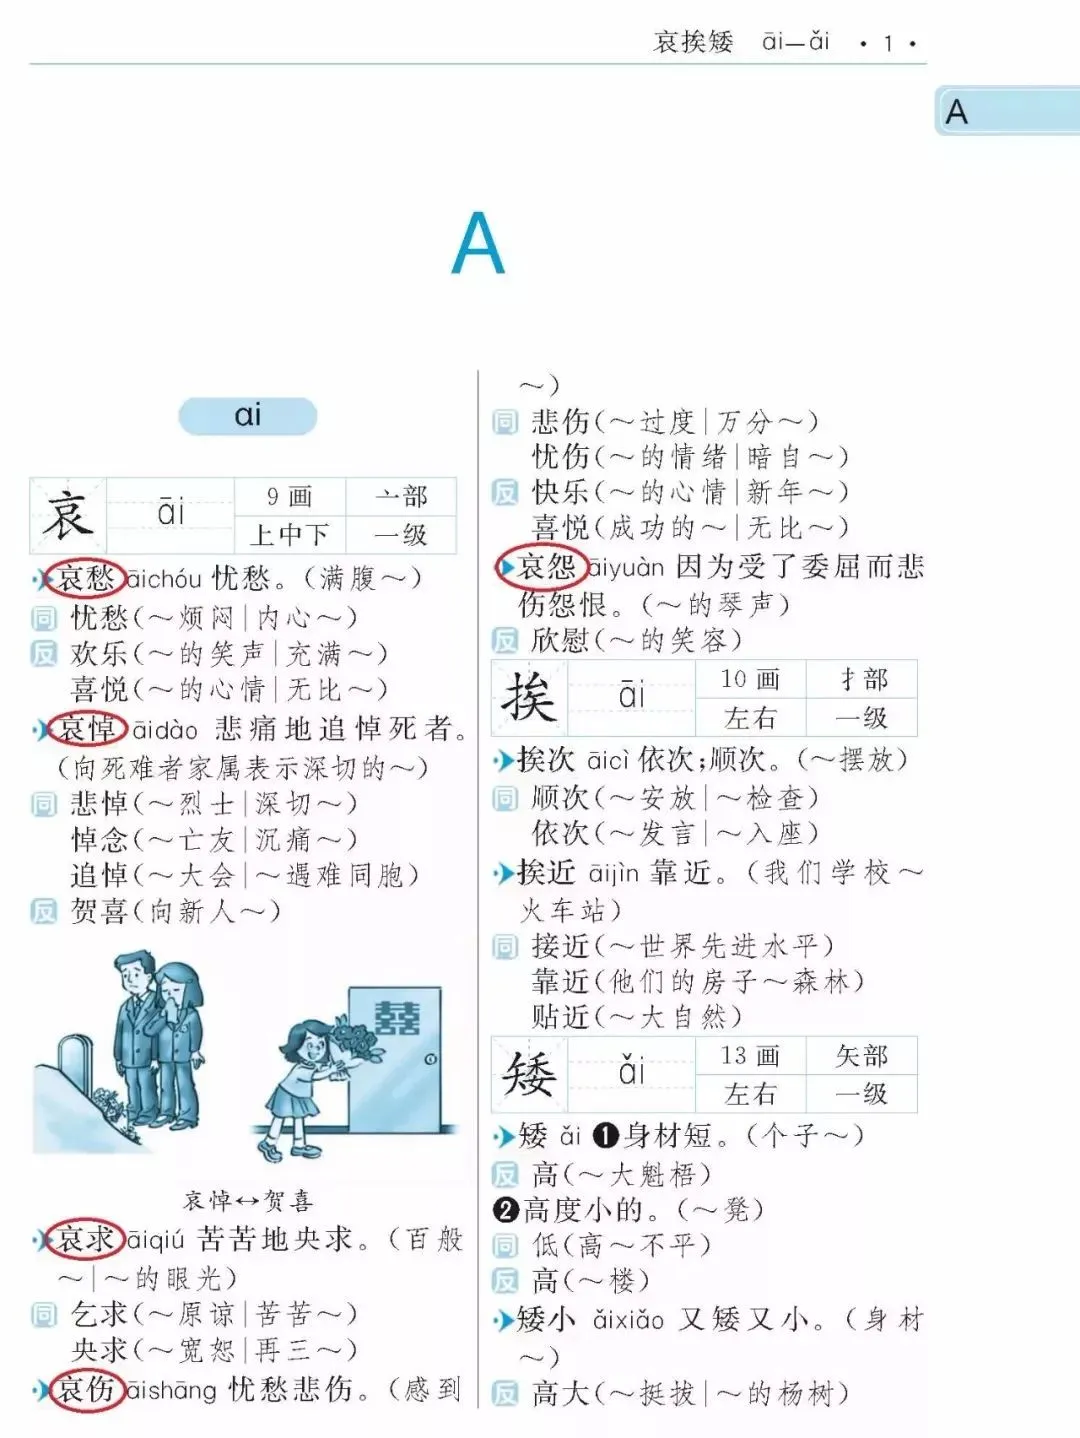 哀挨矮 āi—ǎi ·1·
A
A
ɑi
哀 āi 9画 亠部
上中下 一级
哀愁 āichóu 忧愁。（满腹～）
同 忧愁（～烦闷|内心～）
反 欢乐（～的笑声|充满～）
喜悦（～的心情|无比～）
哀悼 āidào 悲痛地追悼死者。
（向死难者家属表示深切的～）
同 悲悼（～烈士|深切～）
悼念（～亡友|沉痛～）
追悼（～大会|～遇难同胞）
反 贺喜（向新人～）
囍
哀悼↔贺喜
哀求 āiqiú 苦苦地央求。（百般
～|～的眼光）
同 乞求（～原谅|苦苦～）
央求（～宽恕|再三～）
哀伤 āishāng 忧愁悲伤。（感到
～）
同 悲伤（～过度|万分～）
忧伤（～的情绪|暗自～）
反 快乐（～的心情|新年～）
喜悦（成功的～|无比～）
哀怨 āiyuàn 因为受了委屈而悲
伤怨恨。（～的琴声）
反 欣慰（～的笑容）
挨 āi 10画 扌部
左右 一级
挨次 āicì 依次；顺次。（～摆放）
同 顺次（～安放|～检查）
依次（～发言|～入座）
挨近 āijìn 靠近。（我们学校～
火车站）
同 接近（～世界先进水平）
靠近（他们的房子～森林）
贴近（～大自然）
矮 ǎi 13画 矢部
左右 一级
矮 ǎi ❶身材短。（个子～）
反 高（～大魁梧）
❷高度小的。（～凳）
同 低（高～不平）
反 高（～楼）
矮小 ǎixiǎo 又矮又小。（身材
～）
反 高大（～挺拔|～的杨树）